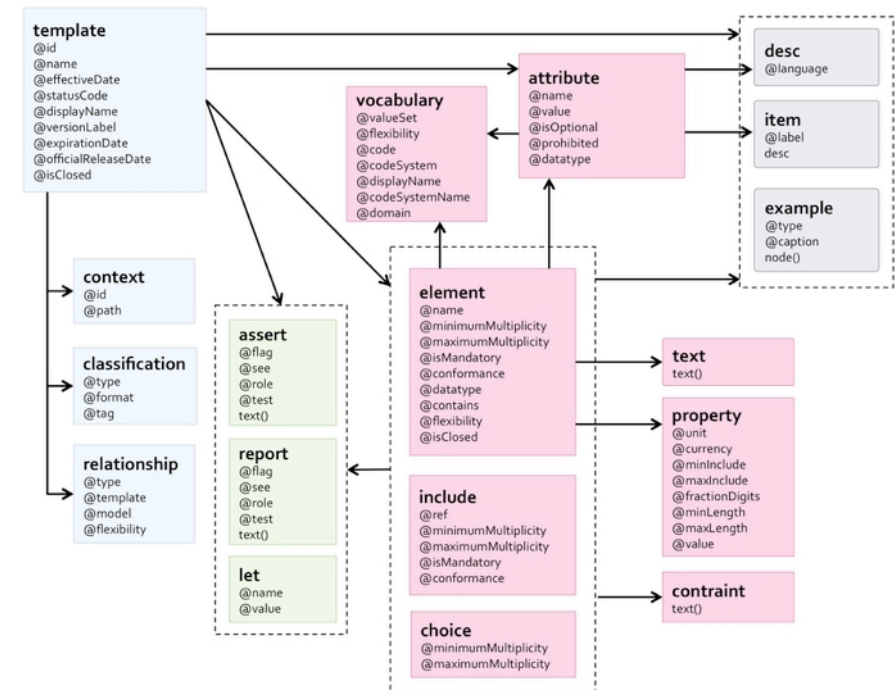 template
@id
@name
@effectiveDate
@statusCode
@displayName
@versionLabel
@expirationDate
@officialReleaseDate
@isClosed
context
@id
@path
classification
@type
@format
@tag
relationship
@type
@template
@model
@flexibility
assert
@flag
@see
@role
@test
text()
report
@flag
@see
@role
@test
text()
let
@name
@value
vocabulary
@valueSet
@flexibility
@code
@codeSystem
@displayName
@codeSystemName
@domain
attribute
@name
@value
@isOptional
@prohibited
@datatype
element
@name
@minimumMultiplicity
@maximumMultiplicity
@isMandatory
@conformance
@datatype
@contains
@flexibility
@isClosed
include
@ref
@minimumMultiplicity
@maximumMultiplicity
@isMandatory
@conformance
choice
@minimumMultiplicity
@maximumMultiplicity
desc
@language
item
@label
desc
example
@type
@caption
node()
text
text()
property
@unit
@currency
@minInclude
@maxInclude
@fractionDigits
@minLength
@maxLength
@value
contraint
text()